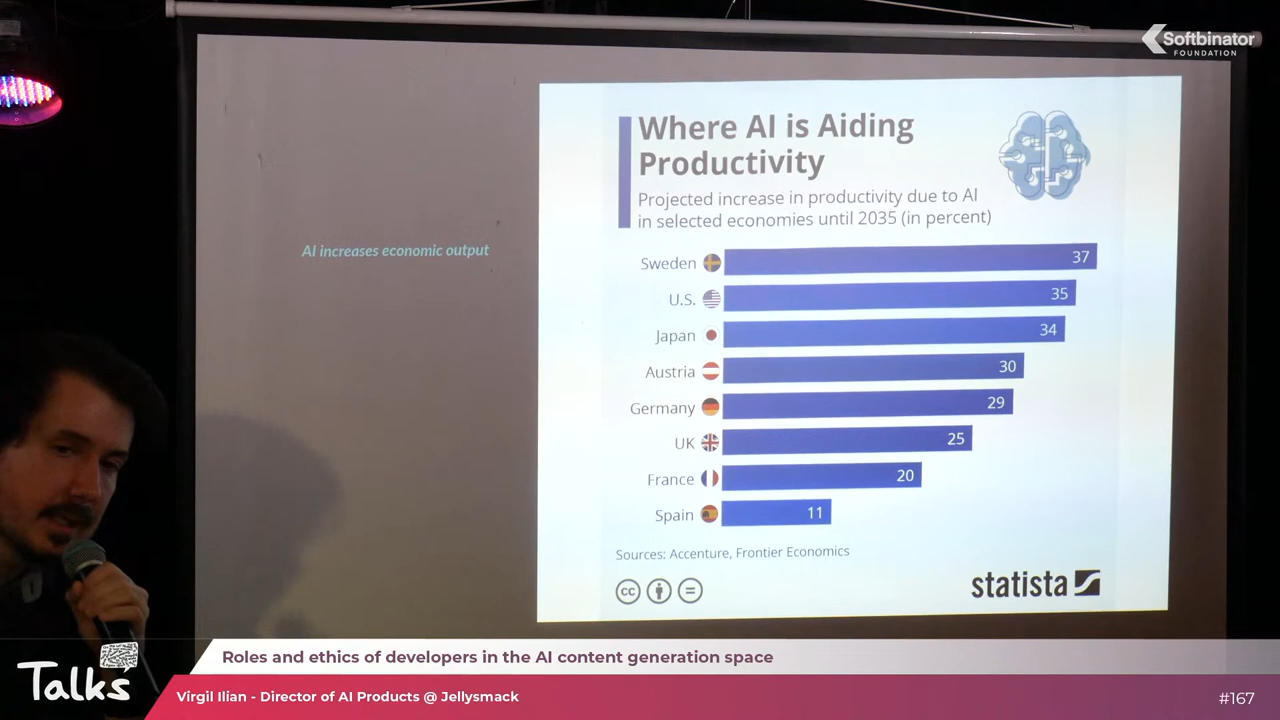 Softbinator
FOUNDATION
AI increases economic output
Where AI is Aiding
Productivity
Projected increase in productivity due to AI
in selected economies until 2035 (in percent)
Sweden 37
U.S. 35
Japan 34
Austria 30
Germany 29
UK 25
France 20
Spain 11
Sources: Accenture, Frontier Economics
cc
statista
Talks
Roles and ethics of developers in the AI content generation space
Virgil Ilian - Director of AI Products @ Jellysmack
#167